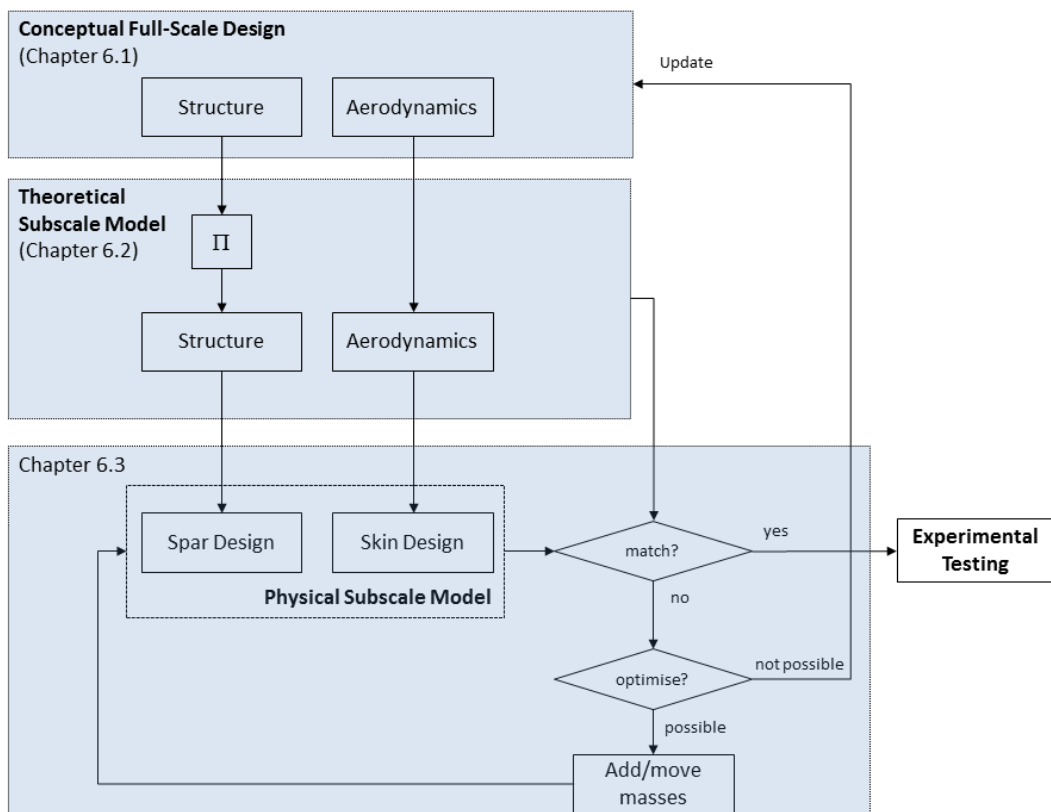 Conceptual Full-Scale Design
(Chapter 6.1)
Update
Structure
Aerodynamics
Theoretical
Subscale Model
(Chapter 6.2)
Π
Structure
Aerodynamics
Chapter 6.3
Spar Design
Skin Design
Physical Subscale Model
match?
yes
Experimental
Testing
no
optimise?
not possible
possible
Add/move
masses